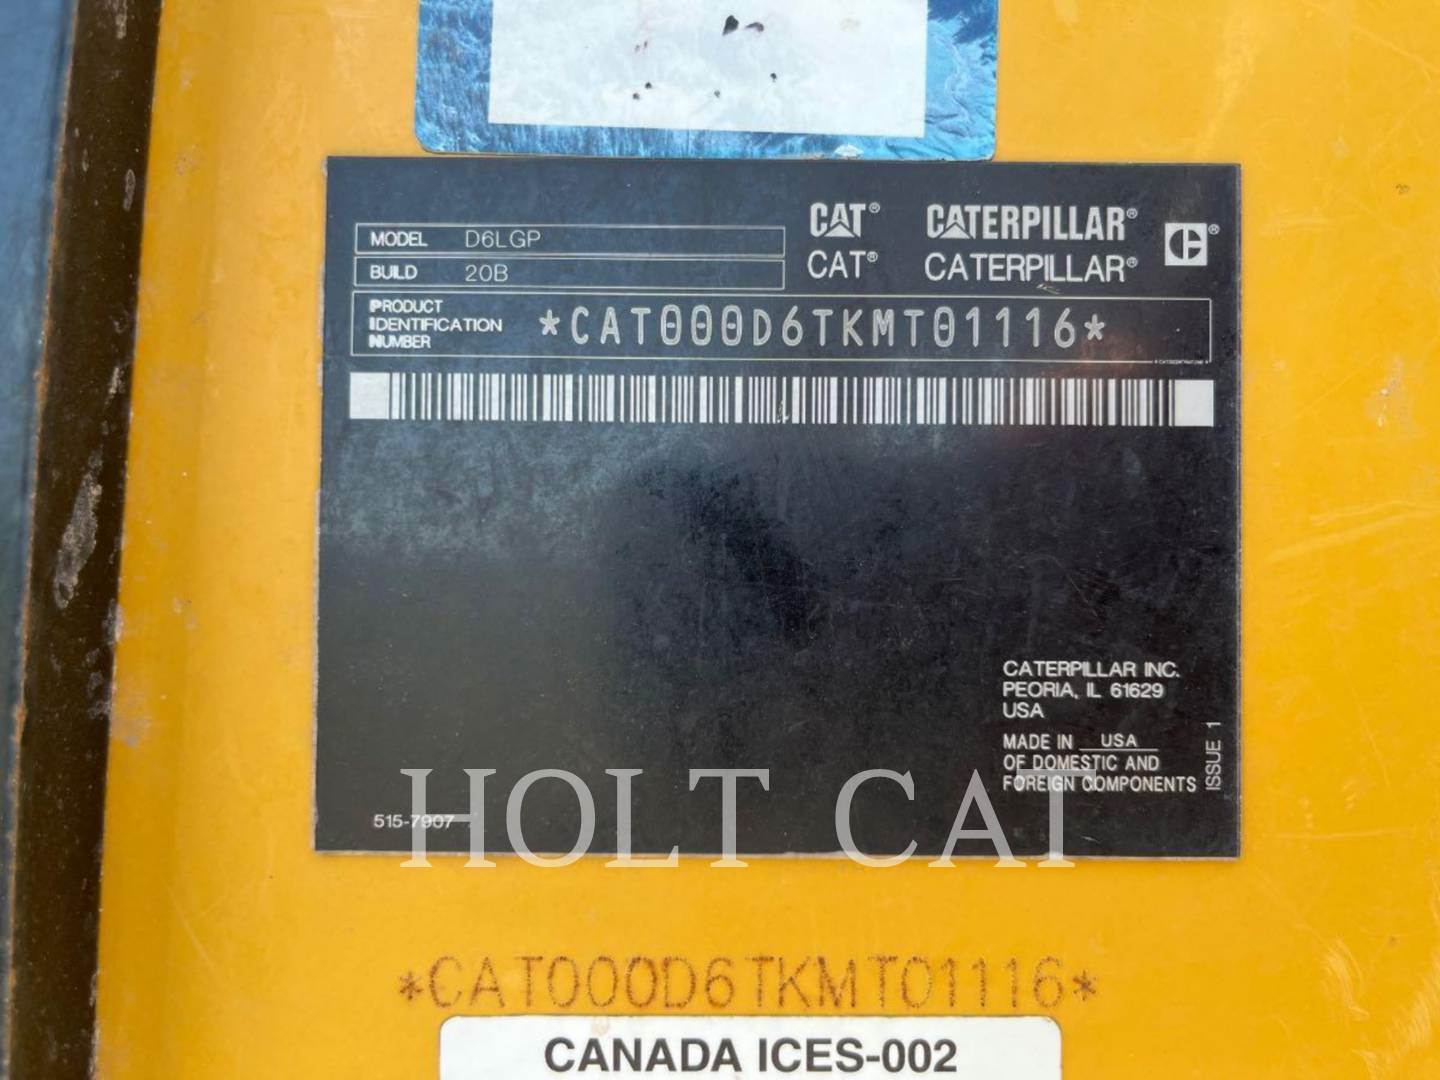 CAT® CATERPILLAR®
CAT® CATERPILLAR®
MODEL D6LGP
BUILD 20B
PRODUCT
IDENTIFICATION
NUMBER
*CAT000D6TKMT01116*
CATERPILLAR INC.
PEORIA, IL 61629
USA
MADE IN USA
OF DOMESTIC AND
FOREIGN COMPONENTS
ISSUE 1
515-7907
HOLT CAT
*CAT000D6TKMT01116*
CANADA ICES-002